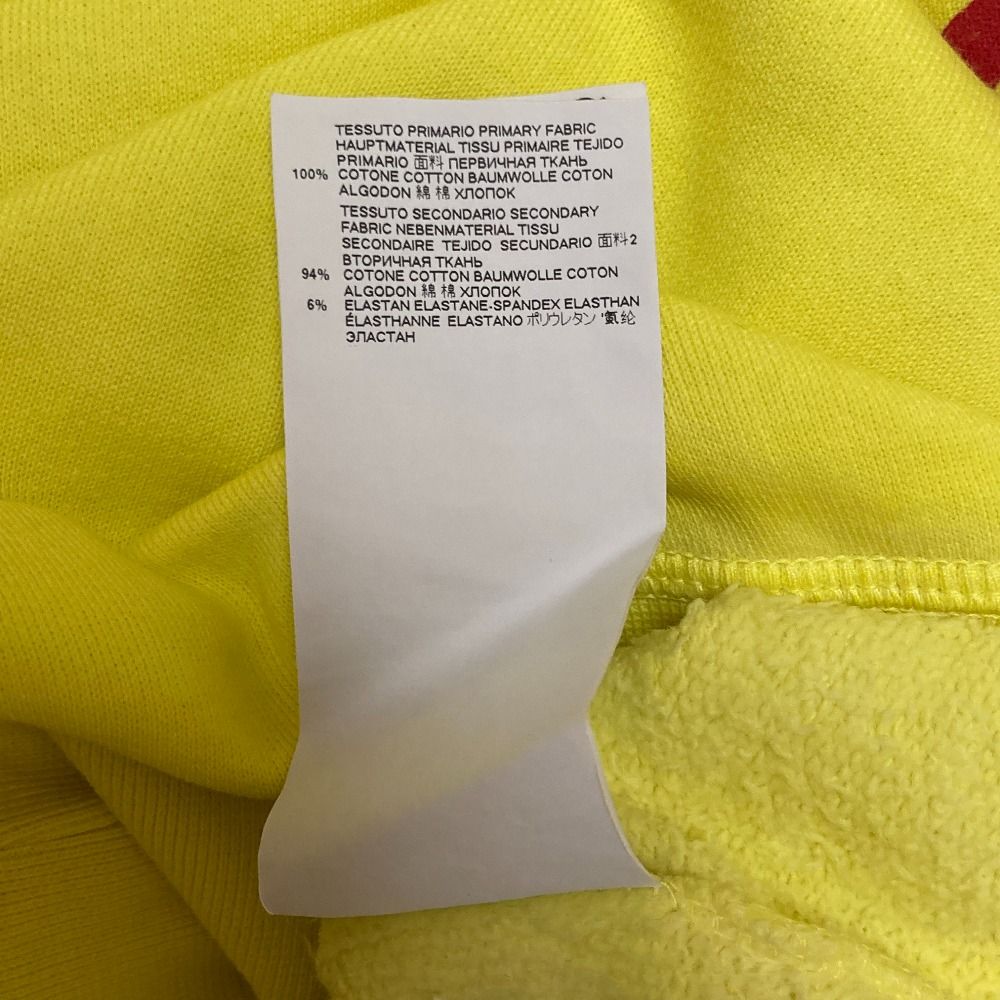 TESSUTO PRIMARIO PRIMARY FABRIC
HAUPTMATERIAL TISSU PRIMAIRE TEJIDO
PRIMARIO 面料 ПЕРВИЧНАЯ ТКАНЬ
100% COTONE COTTON BAUMWOLLE COTON
ALGODON 綿 棉 ХЛОПОК
TESSUTO SECONDARIO SECONDARY
FABRIC NEBENMATERIAL TISSU
SECONDAIRE TEJIDO SECUNDARIO 面料2
ВТОРИЧНАЯ ТКАНЬ
94% COTONE COTTON BAUMWOLLE COTON
ALGODON 綿 棉 ХЛОПОК
6% ELASTAN ELASTANE-SPANDEX ELASTHAN
ÉLASTHANNE ELASTANO ポリウレタン '氨纶
ЭЛАСТАН